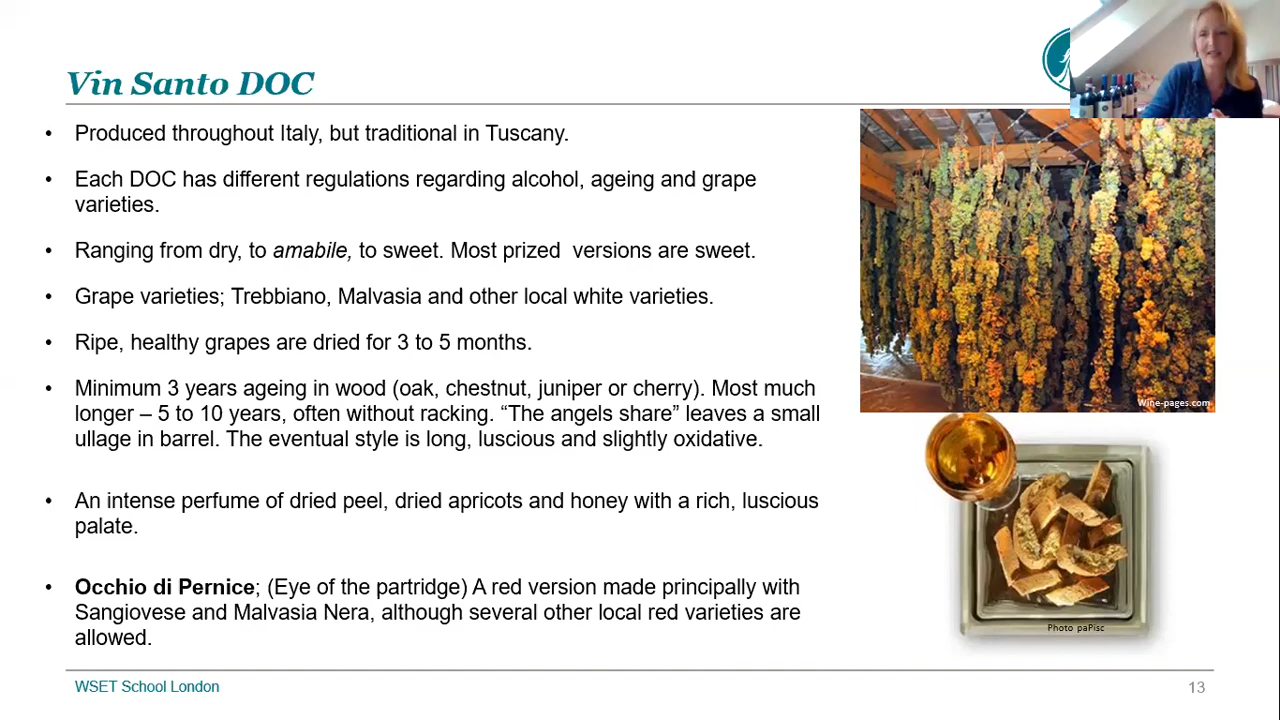 Vin Santo DOC
• Produced throughout Italy, but traditional in Tuscany.
• Each DOC has different regulations regarding alcohol, ageing and grape
varieties.
• Ranging from dry, to amabile, to sweet. Most prized  versions are sweet.
• Grape varieties; Trebbiano, Malvasia and other local white varieties.
• Ripe, healthy grapes are dried for 3 to 5 months.
• Minimum 3 years ageing in wood (oak, chestnut, juniper or cherry). Most much
longer – 5 to 10 years, often without racking. “The angels share” leaves a small
ullage in barrel. The eventual style is long, luscious and slightly oxidative.
• An intense perfume of dried peel, dried apricots and honey with a rich, luscious
palate.
• Occhio di Pernice; (Eye of the partridge) A red version made principally with
Sangiovese and Malvasia Nera, although several other local red varieties are
allowed.
Wine-pages.com
Photo paPisc
WSET School London
13